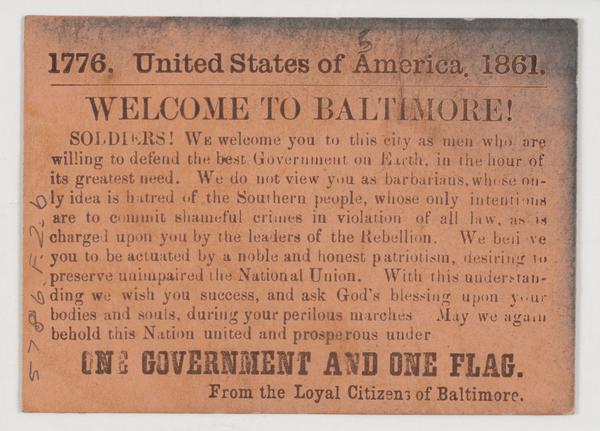 5
1776. United States of America. 1861.
WELCOME TO BALTIMORE!
SOLDIERS! WE welcome you to this city as men who are
willing to defend the best Government on Earth, in the hour of
its greatest need. We do not view you as barbarians, whose on-
ly idea is hatred of the Southern people, whose only intentions
are to commit shameful crimes in violation of all law, as is
charged upon you by the leaders of the Rebellion. We believe
you to be actuated by a noble and honest patriotism, desiring to
preserve unimpaired the National Union. With this understan-
ding we wish you success, and ask God's blessing upon your
bodies and souls, during your perilous marches May we again
behold this Nation united and prosperous under
ONE GOVERNMENT AND ONE FLAG.
From the Loyal Citizens of Baltimore.
5786.F.2.b